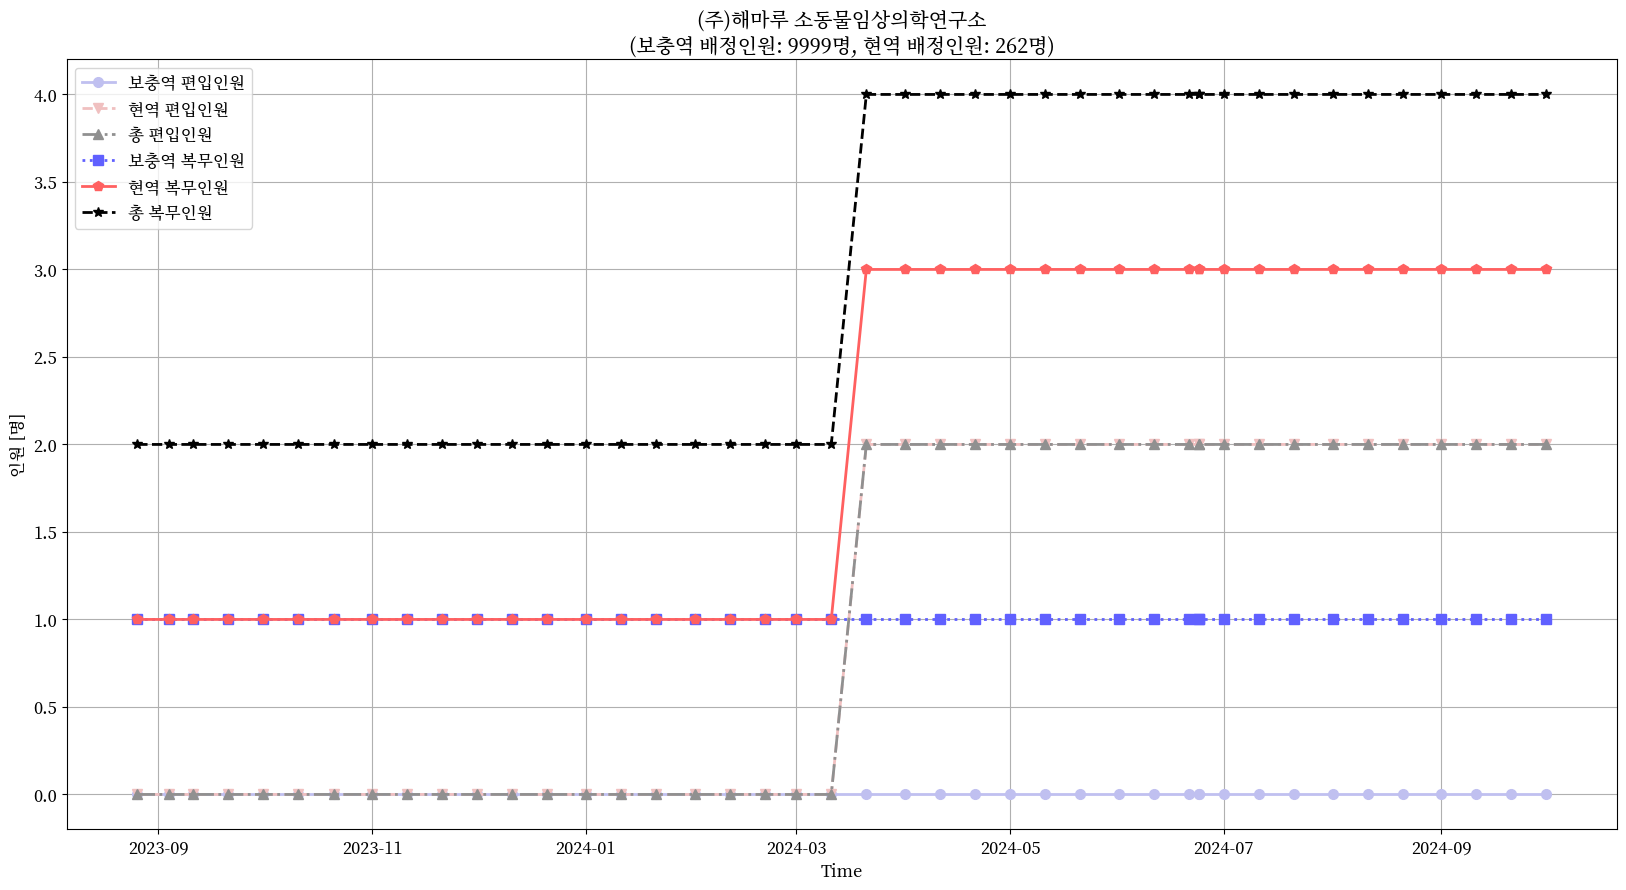 (주)해마루 소동물임상의학연구소
(보충역 배정인원: 9999명, 현역 배정인원: 262명)
보충역 편입인원
현역 편입인원
총 편입인원
보충역 복무인원
현역 복무인원
총 복무인원
4.0
3.5
3.0
2.5
2.0
1.5
1.0
0.5
0.0
인원 [명]
2023-09 2023-11 2024-01 2024-03 2024-05 2024-07 2024-09
Time